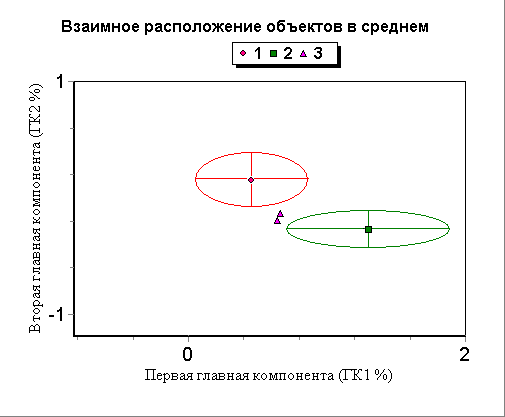 Взаимное расположение объектов в среднем
1 2 3
1
Вторая главная компонента (ГК2 %)
-1
0 2
Первая главная компонента (ГК1 %)